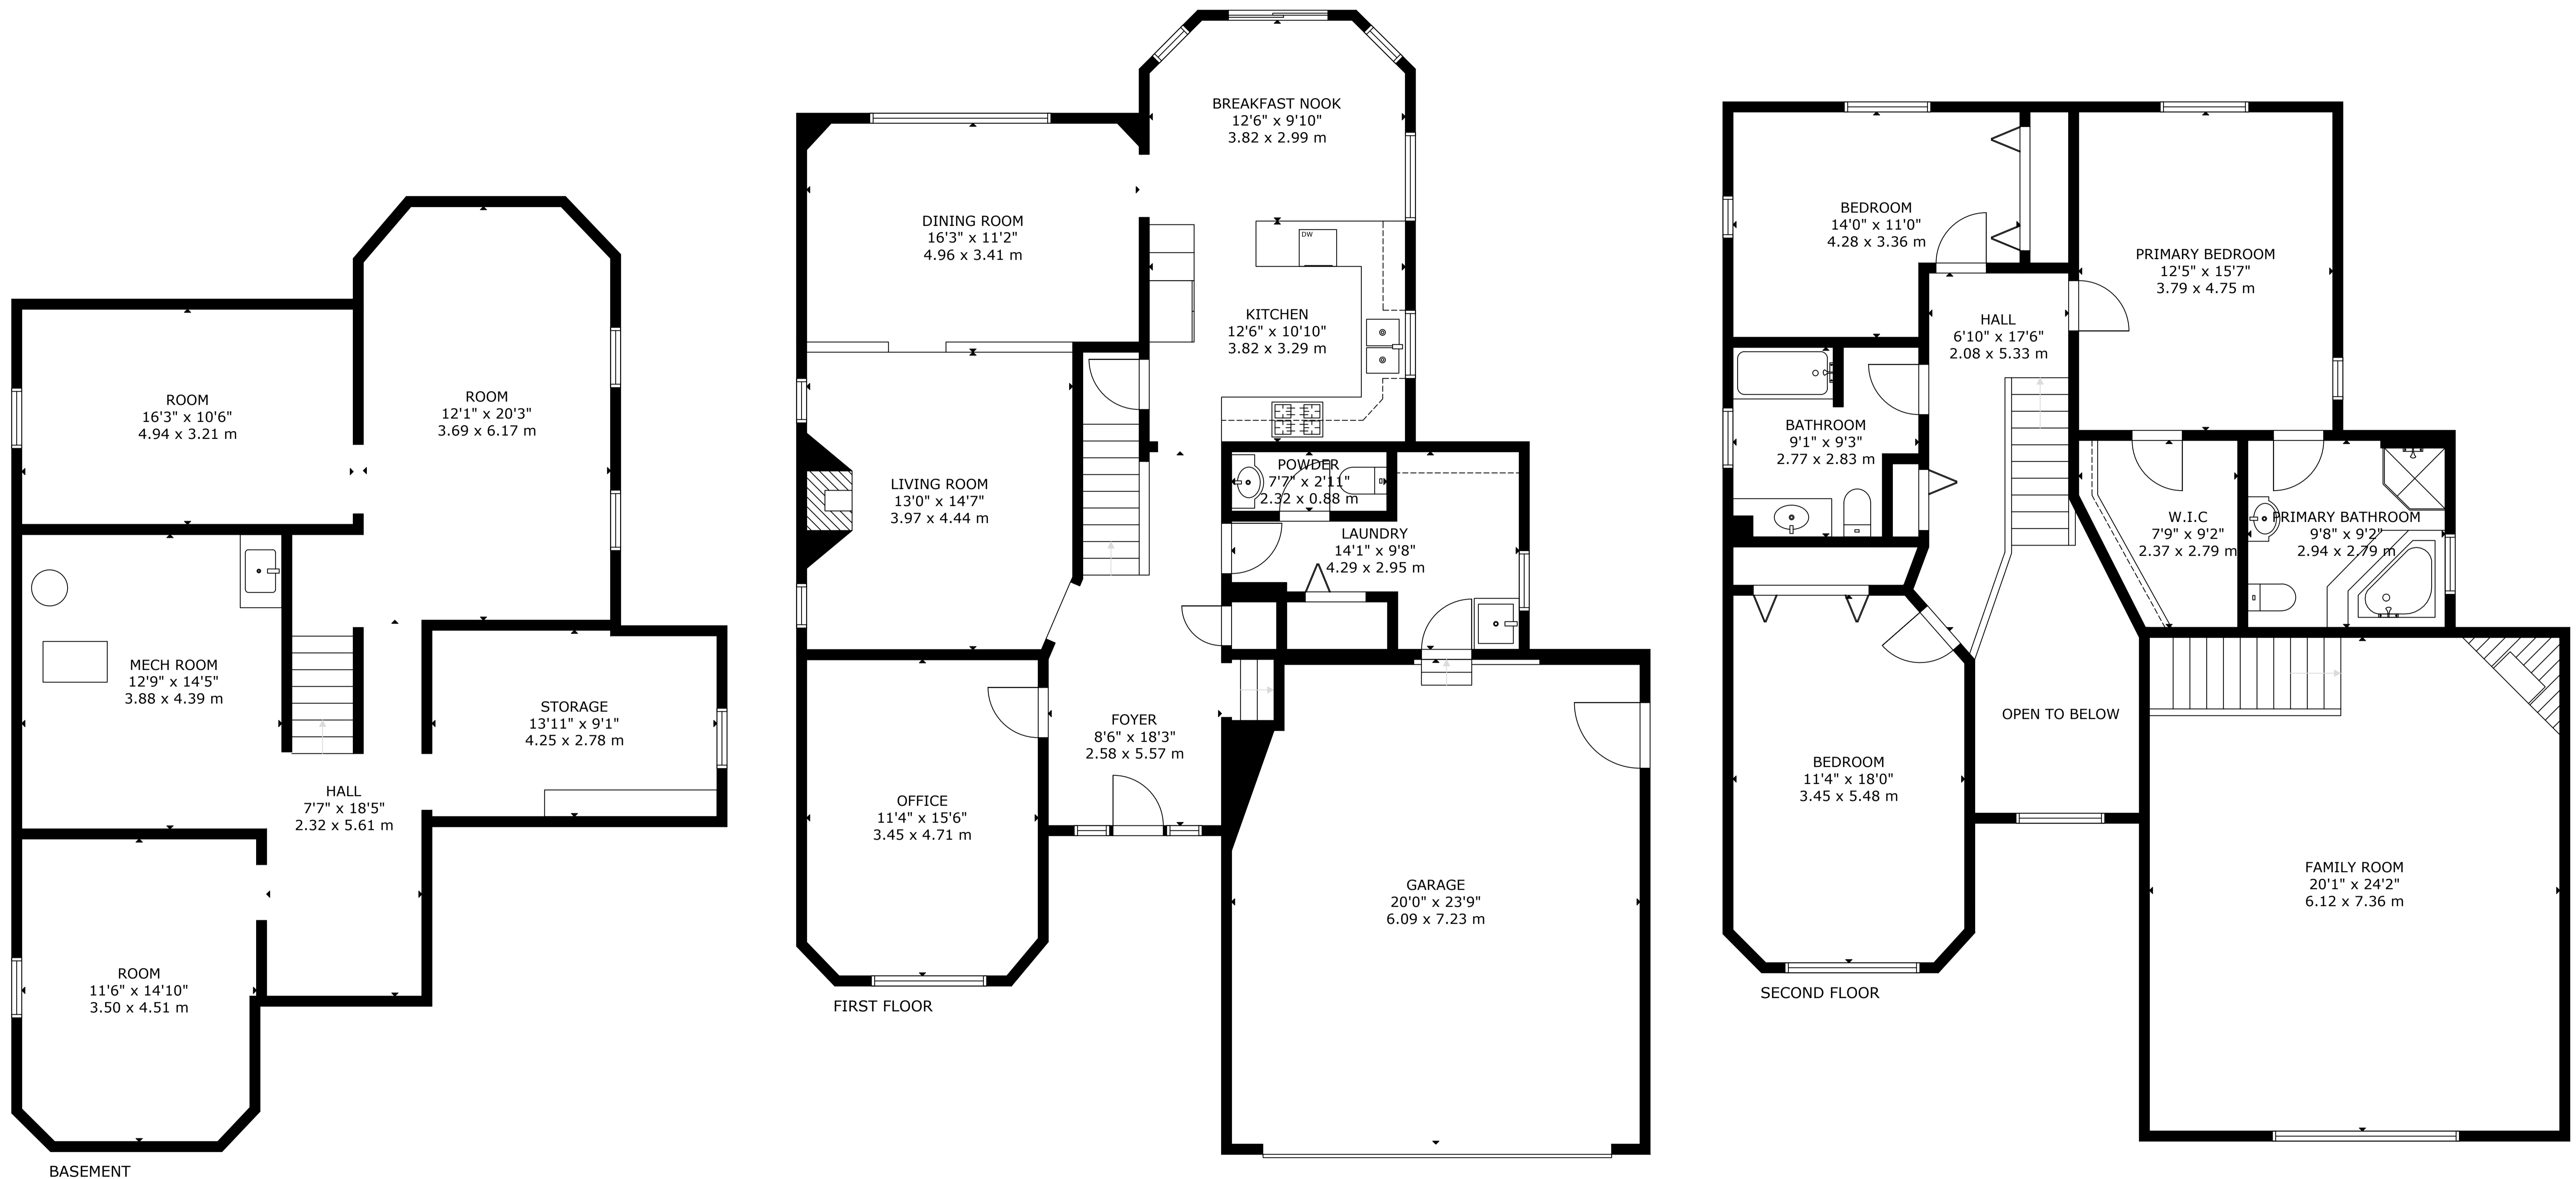 ROOM
16'3" x 10'6"
4.94 x 3.21 m
ROOM
12'1" x 20'3"
3.69 x 6.17 m
MECH ROOM
12'9" x 14'5"
3.88 x 4.39 m
STORAGE
13'11" x 9'1"
4.25 x 2.78 m
HALL
7'7" x 18'5"
2.32 x 5.61 m
ROOM
11'6" x 14'10"
3.50 x 4.51 m
BASEMENT
BREAKFAST NOOK
12'6" x 9'10"
3.82 x 2.99 m
DINING ROOM
16'3" x 11'2"
4.96 x 3.41 m
DW
KITCHEN
12'6" x 10'10"
3.82 x 3.29 m
LIVING ROOM
13'0" x 14'7"
3.97 x 4.44 m
POWDER
7'7" x 2'11"
2.32 x 0.88 m
LAUNDRY
14'1" x 9'8"
4.29 x 2.95 m
FOYER
8'6" x 18'3"
2.58 x 5.57 m
OFFICE
11'4" x 15'6"
3.45 x 4.71 m
GARAGE
20'0" x 23'9"
6.09 x 7.23 m
FIRST FLOOR
BEDROOM
14'0" x 11'0"
4.28 x 3.36 m
PRIMARY BEDROOM
12'5" x 15'7"
3.79 x 4.75 m
HALL
6'10" x 17'6"
2.08 x 5.33 m
BATHROOM
9'1" x 9'3"
2.77 x 2.83 m
W.I.C
7'9" x 9'2"
2.37 x 2.79 m
PRIMARY BATHROOM
9'8" x 9'2"
2.94 x 2.79 m
OPEN TO BELOW
BEDROOM
11'4" x 18'0"
3.45 x 5.48 m
FAMILY ROOM
20'1" x 24'2"
6.12 x 7.36 m
SECOND FLOOR